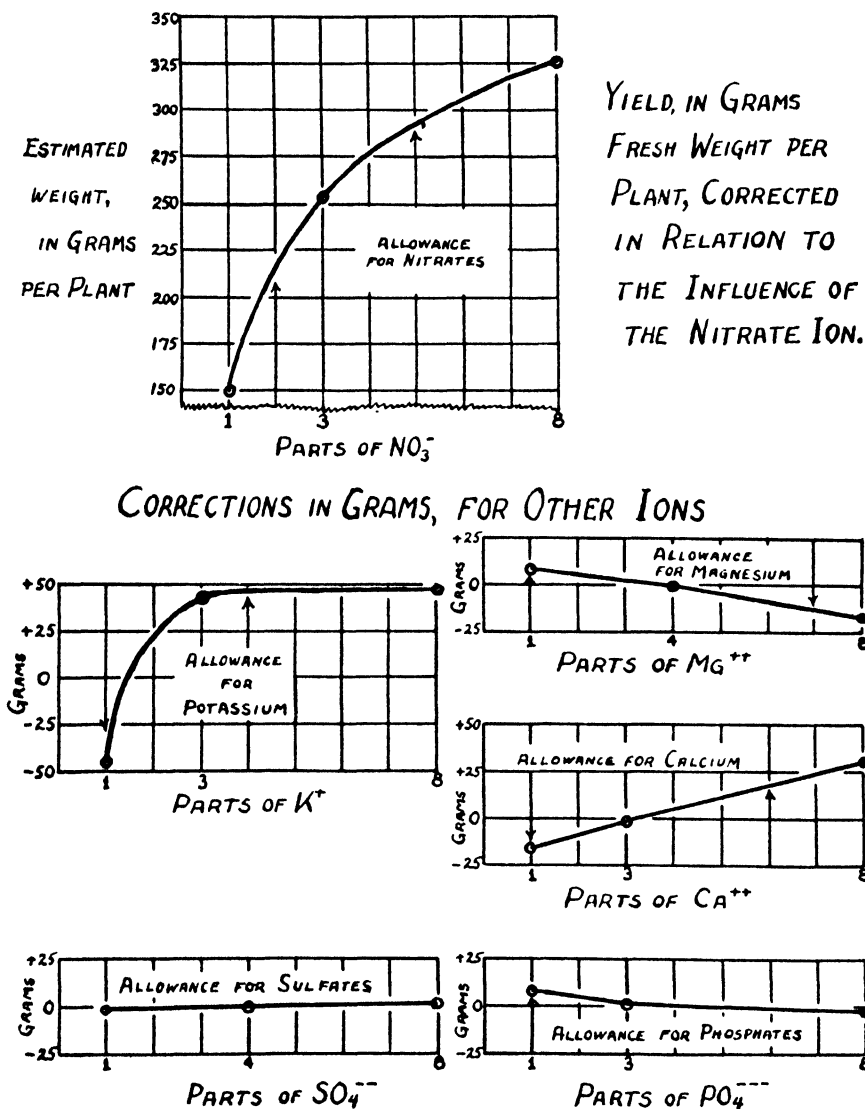 350
325
300
275
250
225
200
175
150
ESTIMATED
WEIGHT,
IN GRAMS
PER PLANT
ALLOWANCE
FOR NITRATES
1 3 8
PARTS OF NO₃⁻
YIELD, IN GRAMS
FRESH WEIGHT PER
PLANT, CORRECTED
IN RELATION TO
THE INFLUENCE OF
THE NITRATE ION.
CORRECTIONS IN GRAMS, FOR OTHER IONS
+50
+25
0
-25
-50
GRAMS
ALLOWANCE
FOR
POTASSIUM
1 3 8
PARTS OF K⁺
+25
0
-25
GRAMS
ALLOWANCE
FOR MAGNESIUM
1 4 8
PARTS OF MG⁺⁺
+50
+25
0
-25
GRAMS
ALLOWANCE FOR CALCIUM
1 3 8
PARTS OF CA⁺⁺
+25
0
-25
GRAMS
ALLOWANCE FOR SULFATES
1 4 8
PARTS OF SO₄⁻⁻
+25
0
-25
GRAMS
ALLOWANCE FOR PHOSPHATES
1 3 8
PARTS OF PO₄⁻⁻⁻